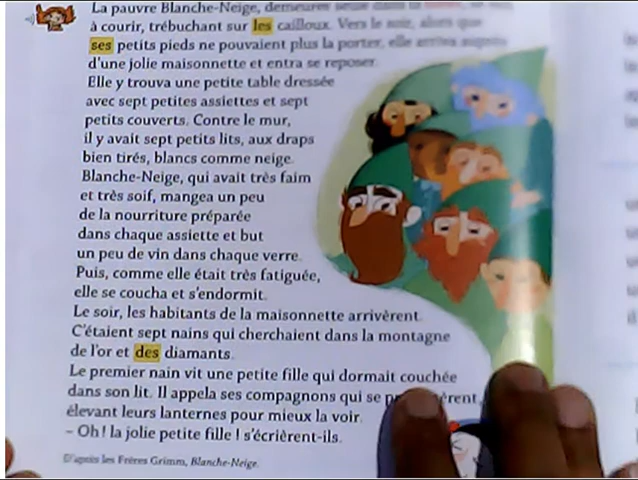 La pauvre Blanche-Neige, demeurée seule dans
à courir, trébuchant sur les cailloux. Vers le soir, alors que
ses petits pieds ne pouvaient plus la porter, elle arriva auprès
d'une jolie maisonnette et entra se reposer.
Elle y trouva une petite table dressée
avec sept petites assiettes et sept
petits couverts. Contre le mur,
il y avait sept petits lits, aux draps
bien tirés, blancs comme neige.
Blanche-Neige, qui avait très faim
et très soif, mangea un peu
de la nourriture préparée
dans chaque assiette et but
un peu de vin dans chaque verre.
Puis, comme elle était très fatiguée,
elle se coucha et s'endormit.
Le soir, les habitants de la maisonnette arrivèrent.
C'étaient sept nains qui cherchaient dans la montagne
de l'or et des diamants.
Le premier nain vit une petite fille qui dormait couchée
dans son lit. Il appela ses compagnons qui se
élevant leurs lanternes pour mieux la voir.
– Oh ! la jolie petite fille ! s'écrièrent-ils.
D'après les Frères Grimm, Blanche-Neige.